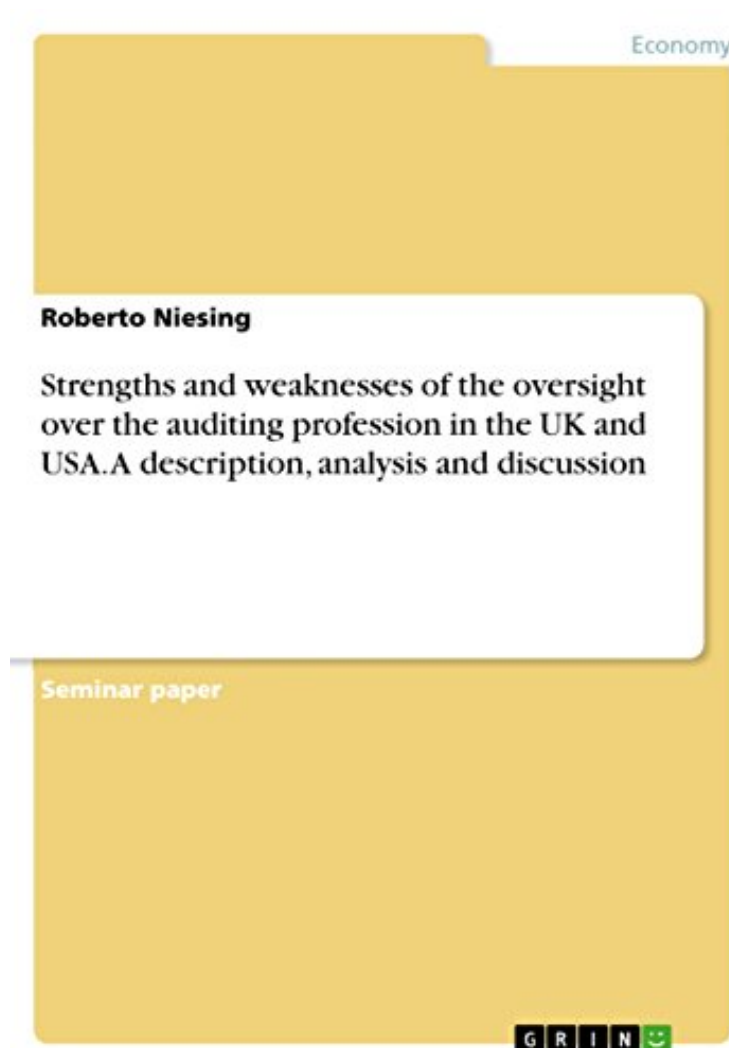 Economy
Roberto Niesing
Strengths and weaknesses of the oversight
over the auditing profession in the UK and
USA. A description, analysis and discussion
Seminar paper
GRIN